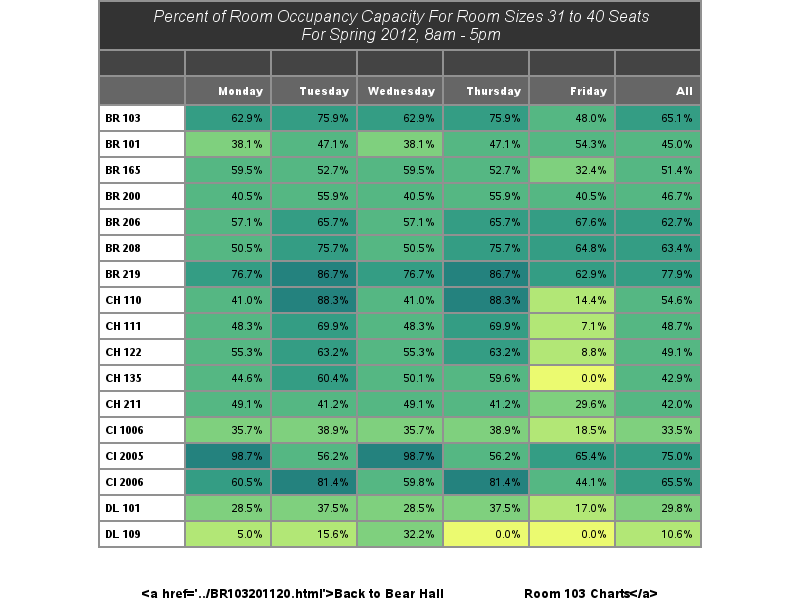 Percent of Room Occupancy Capacity For Room Sizes 31 to 40 Seats
For Spring 2012, 8am - 5pm
Monday Tuesday Wednesday Thursday Friday All
BR 103 62.9% 75.9% 62.9% 75.9% 48.0% 65.1%
BR 101 38.1% 47.1% 38.1% 47.1% 54.3% 45.0%
BR 165 59.5% 52.7% 59.5% 52.7% 32.4% 51.4%
BR 200 40.5% 55.9% 40.5% 55.9% 40.5% 46.7%
BR 206 57.1% 65.7% 57.1% 65.7% 67.6% 62.7%
BR 208 50.5% 75.7% 50.5% 75.7% 64.8% 63.4%
BR 219 76.7% 86.7% 76.7% 86.7% 62.9% 77.9%
CH 110 41.0% 88.3% 41.0% 88.3% 14.4% 54.6%
CH 111 48.3% 69.9% 48.3% 69.9% 7.1% 48.7%
CH 122 55.3% 63.2% 55.3% 63.2% 8.8% 49.1%
CH 135 44.6% 60.4% 50.1% 59.6% 0.0% 42.9%
CH 211 49.1% 41.2% 49.1% 41.2% 29.6% 42.0%
CI 1006 35.7% 38.9% 35.7% 38.9% 18.5% 33.5%
CI 2005 98.7% 56.2% 98.7% 56.2% 65.4% 75.0%
CI 2006 60.5% 81.4% 59.8% 81.4% 44.1% 65.5%
DL 101 28.5% 37.5% 28.5% 37.5% 17.0% 29.8%
DL 109 5.0% 15.6% 32.2% 0.0% 0.0% 10.6%
<a href='../BR103201120.html'>Back to Bear Hall Room 103 Charts</a>